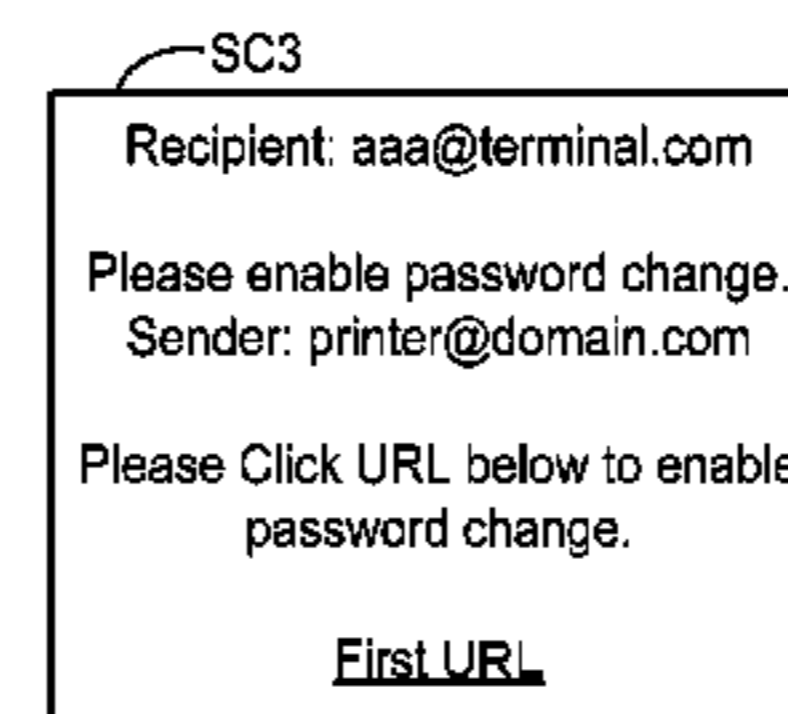 SC3
Recipient: aaa@terminal.com
Please enable password change.
Sender: printer@domain.com
Please Click URL below to enable
password change.
First URL